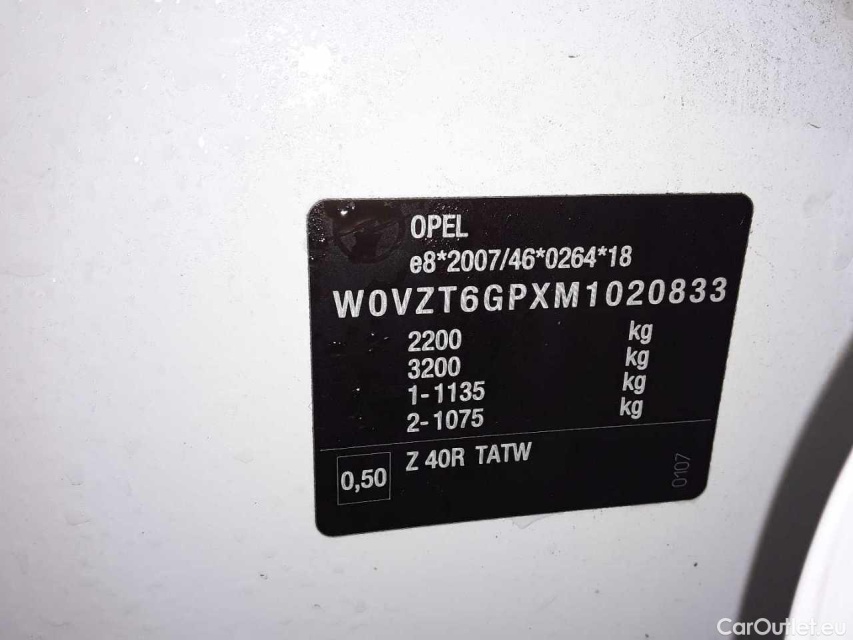 OPEL
e8*2007/46*0264*18
W0VZT6GPXM1020833
2200 kg
3200 kg
1-1135 kg
2-1075 kg
0,50 Z 40R TATW
0107
CarOutlet.eu